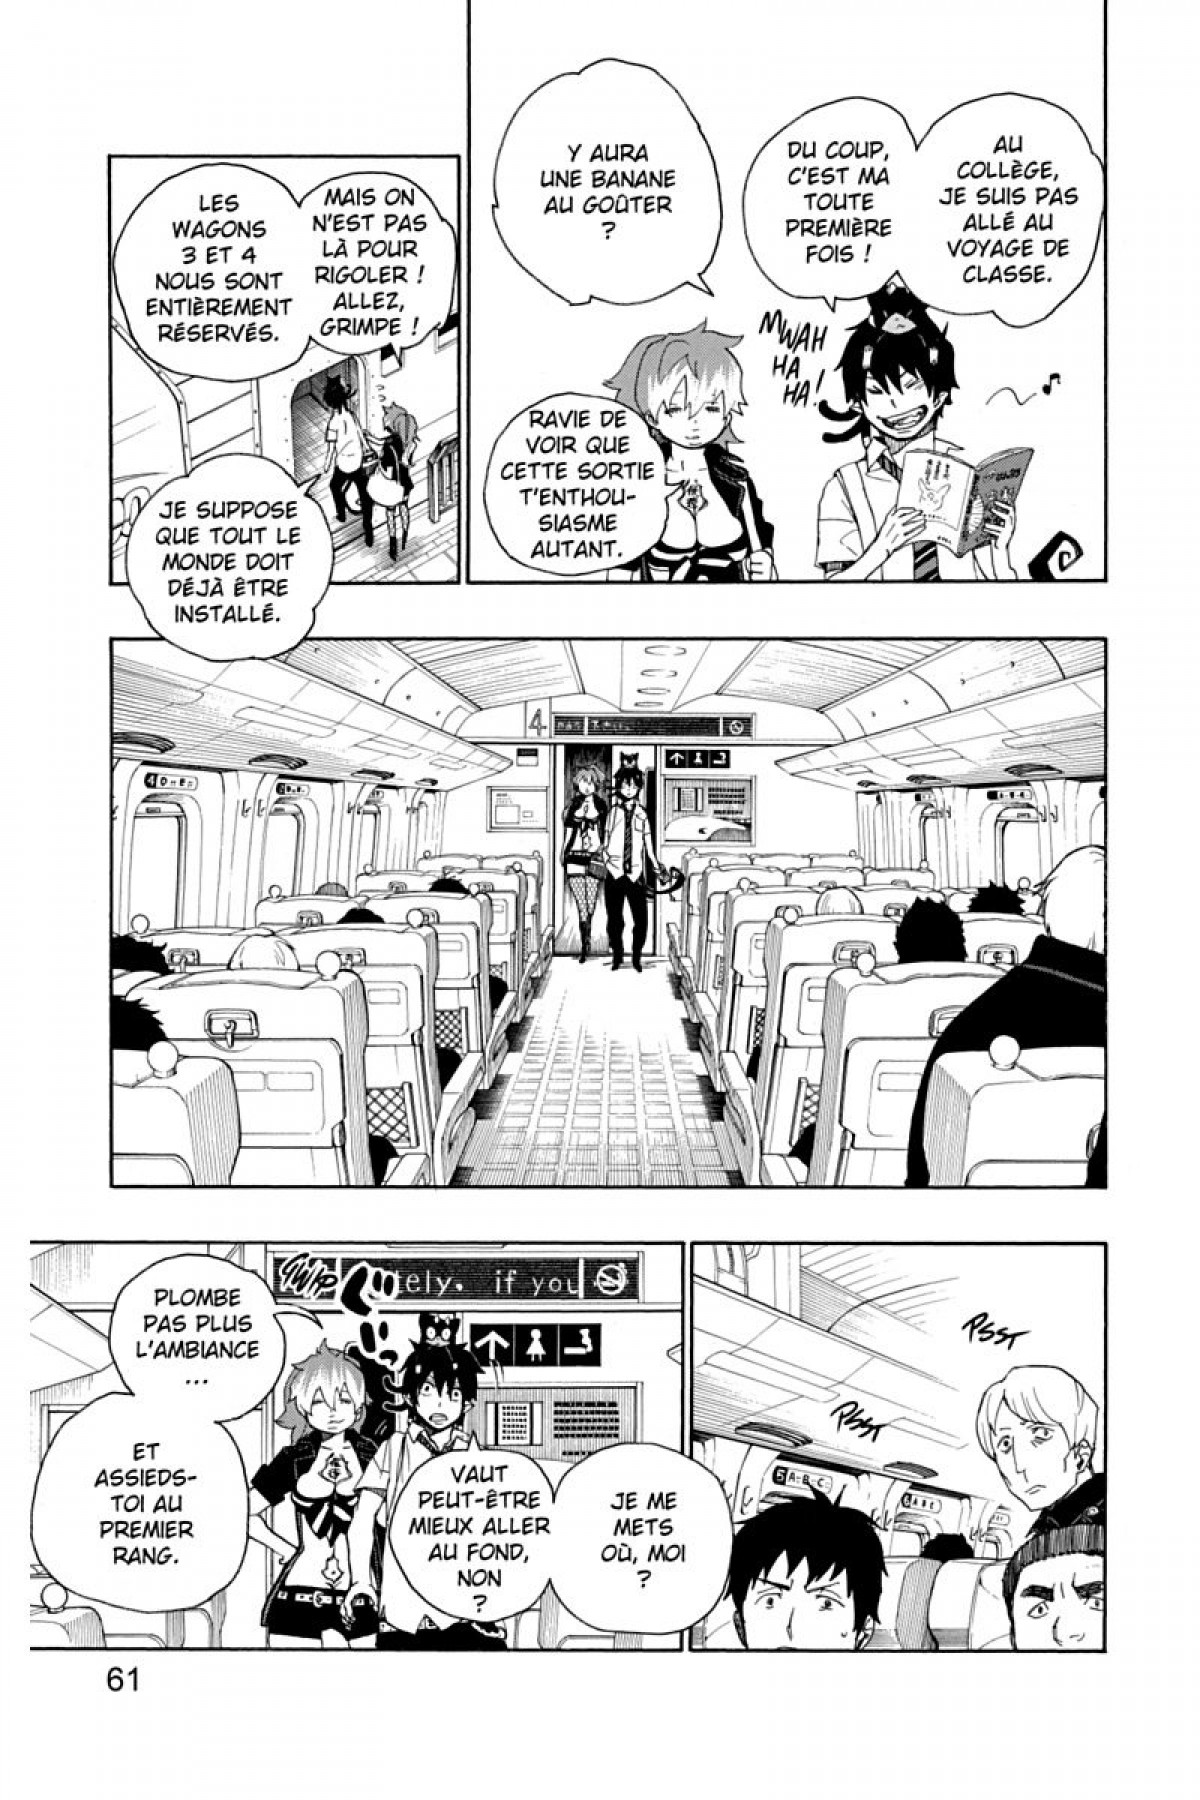 AU
COLLÈGE,
JE SUIS PAS
ALLÉ AU
VOYAGE DE
CLASSE.
DU COUP,
C'EST MA
TOUTE
PREMIÈRE
FOIS !
MWAH
HA
HA!
Y AURA
UNE BANANE
AU GOÛTER
?
RAVIE DE
VOIR QUE
CETTE SORTIE
T'ENTHOU-
SIASME
AUTANT.
MAIS ON
N'EST PAS
LÀ POUR
RIGOLER !
ALLEZ,
GRIMPE !
LES
WAGONS
3 ET 4
NOUS SONT
ENTIÈREMENT
RÉSERVÉS.
JE SUPPOSE
QUE TOUT LE
MONDE DOIT
DÉJÀ ÊTRE
INSTALLÉ.
4
PSST
PSST
5 A-B-C
6 A B C
tely. if you
JE ME
METS
OÙ, MOI
?
VAUT
PEUT-ÊTRE
MIEUX ALLER
AU FOND,
NON
?
PLOMBE
PAS PLUS
L'AMBIANCE
...
ET
ASSIEDS-
TOI AU
PREMIER
RANG.
61